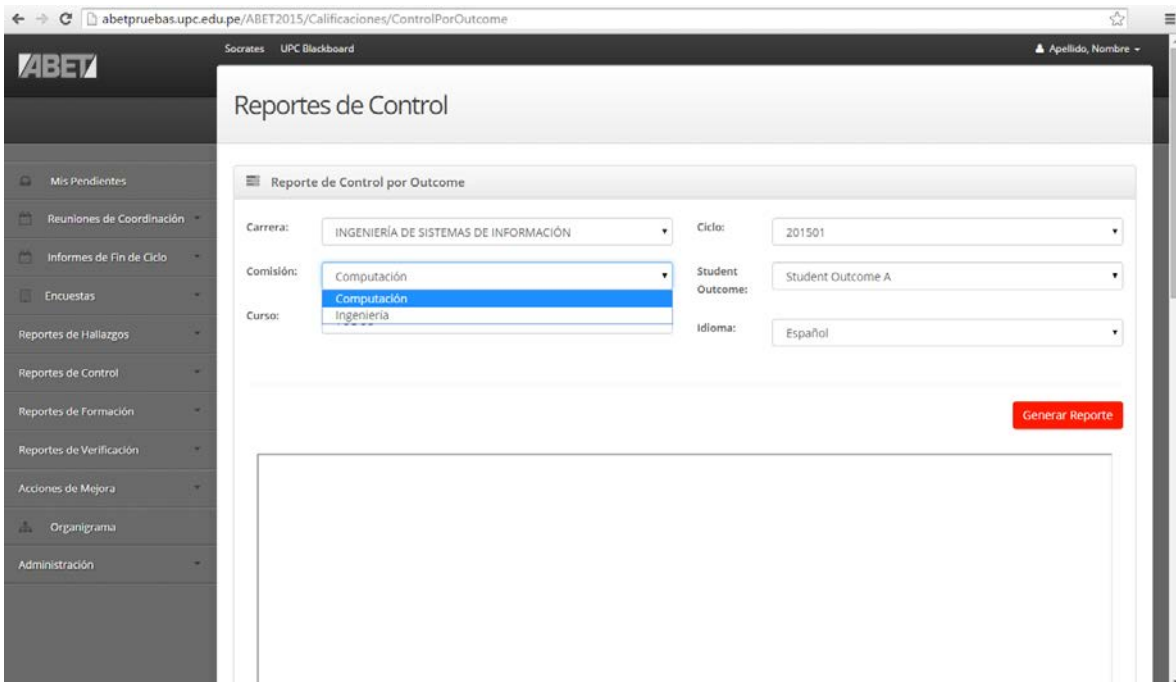 abetpruebas.upc.edu.pe/ABET2015/Calificaciones/ControlPorOutcome
ABET
Socrates UPC Blackboard
Apellido, Nombre
Reportes de Control
Mis Pendientes
Reuniones de Coordinación
Informes de Fin de Ciclo
Encuestas
Reportes de Hallazgos
Reportes de Control
Reportes de Formación
Reportes de Verificación
Acciones de Mejora
Organigrama
Administración
Reporte de Control por Outcome
Carrera: INGENIERÍA DE SISTEMAS DE INFORMACIÓN
Ciclo: 201501
Comisión: Computación
Computación
Ingeniería
Student Outcome: Student Outcome A
Curso:
Idioma: Español
Generar Reporte